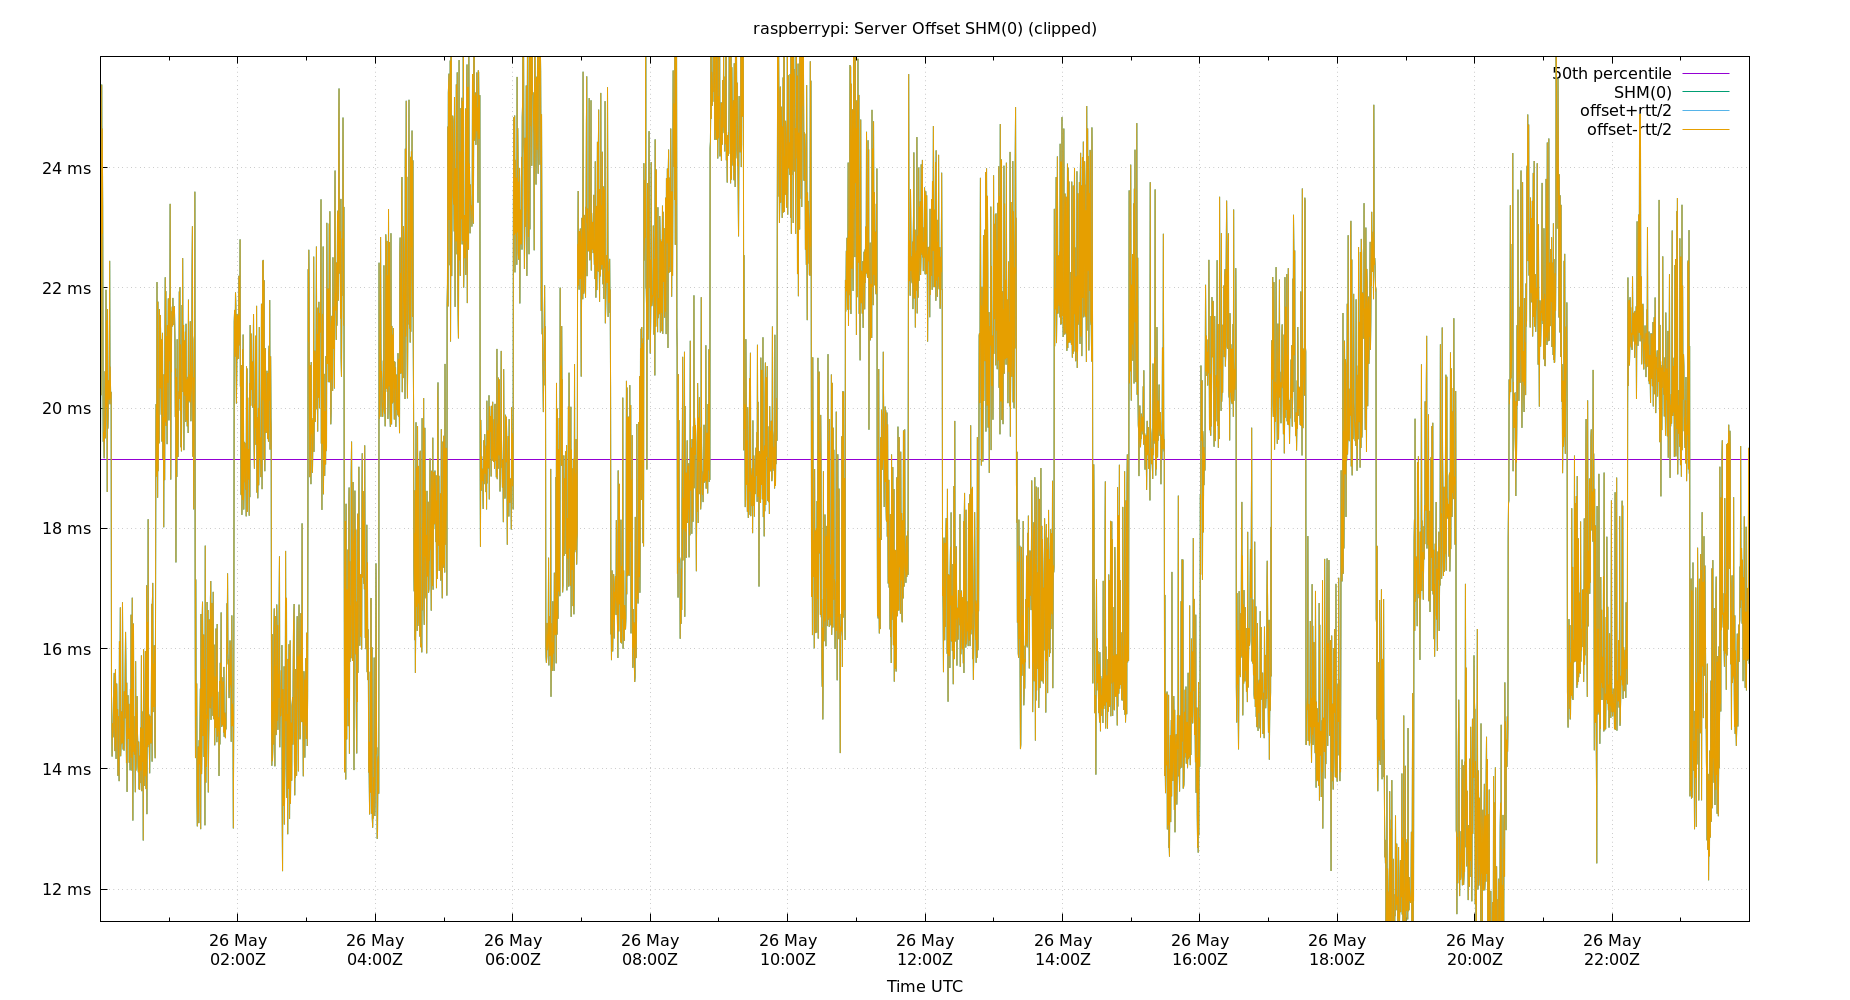 raspberrypi: Server Offset SHM(0) (clipped)
50th percentile
SHM(0)
offset+rtt/2
offset-rtt/2
24 ms
22 ms
20 ms
18 ms
16 ms
14 ms
12 ms
26 May 26 May 26 May 26 May 26 May 26 May 26 May 26 May 26 May 26 May 26 May
02:00Z 04:00Z 06:00Z 08:00Z 10:00Z 12:00Z 14:00Z 16:00Z 18:00Z 20:00Z 22:00Z
Time UTC